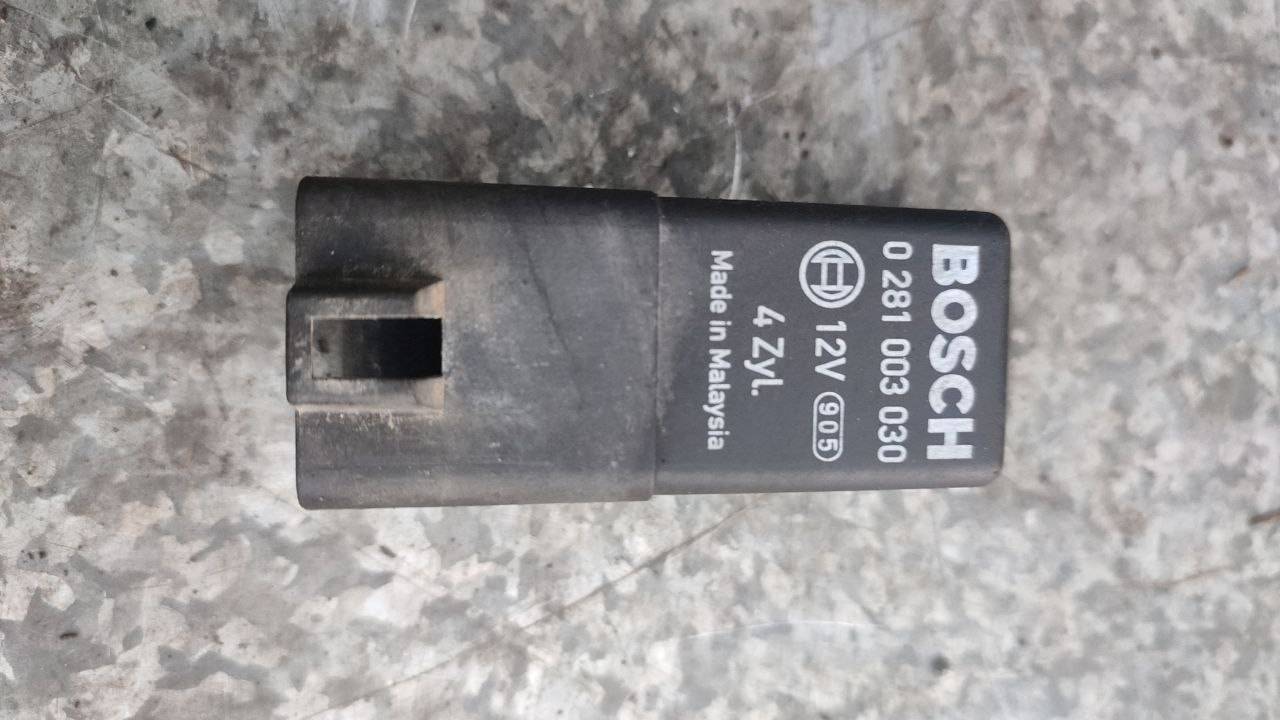 BOSCH
0 281 003 030
12V 905
4 Zyl.
Made in Malaysia